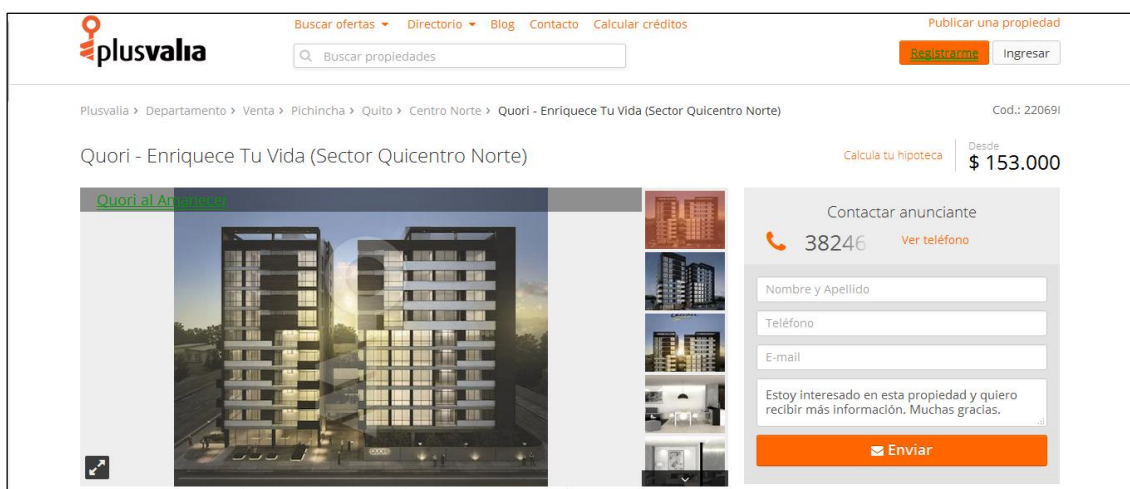 Buscar ofertas Directorio Blog Contacto Calcular créditos
Publicar una propiedad
plusvalia
Buscar propiedades
Registrarme Ingresar
Plusvalia > Departamento > Venta > Pichincha > Quito > Centro Norte > Quori - Enriquece Tu Vida (Sector Quicentro Norte)
Cod.: 22069I
Quori - Enriquece Tu Vida (Sector Quicentro Norte)
Calcula tu hipoteca
Desde
$ 153.000
Quori al Amanecer
Contactar anunciante
38246 Ver teléfono
Nombre y Apellido
Teléfono
E-mail
Estoy interesado en esta propiedad y quiero
recibir más información. Muchas gracias.
Enviar
QUORI